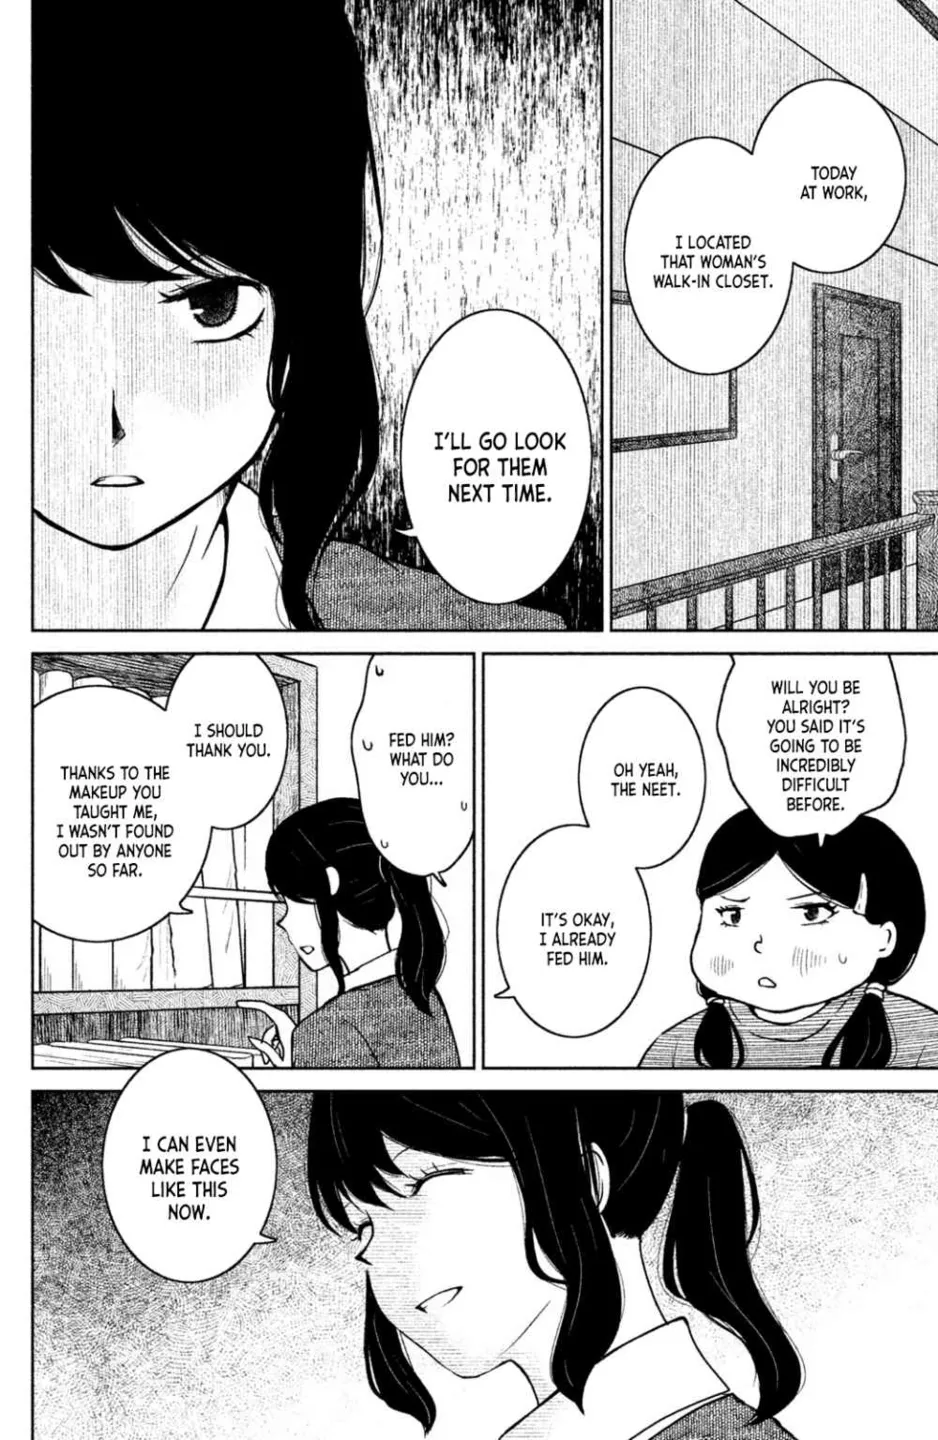 TODAY
AT WORK,
I LOCATED
THAT WOMAN'S
WALK-IN CLOSET.
I'LL GO LOOK
FOR THEM
NEXT TIME.
WILL YOU BE
ALRIGHT?
YOU SAID IT'S
GOING TO BE
INCREDIBLY
DIFFICULT
BEFORE.
OH YEAH,
THE NEET.
IT'S OKAY,
I ALREADY
FED HIM.
FED HIM?
WHAT DO
YOU...
I SHOULD
THANK YOU.
THANKS TO THE
MAKEUP YOU
TAUGHT ME,
I WASN'T FOUND
OUT BY ANYONE
SO FAR.
I CAN EVEN
MAKE FACES
LIKE THIS
NOW.